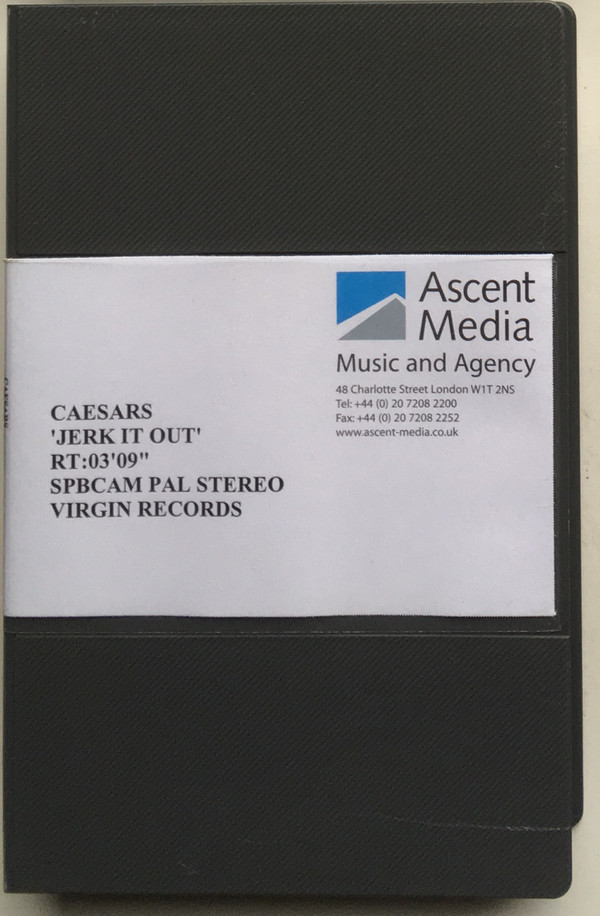 Ascent
Media
Music and Agency
48 Charlotte Street London W1T 2NS
Tel: +44 (0) 20 7208 2200
Fax: +44 (0) 20 7208 2252
www.ascent-media.co.uk
CAESARS
'JERK IT OUT'
RT:03'09"
SPBCAM PAL STEREO
VIRGIN RECORDS